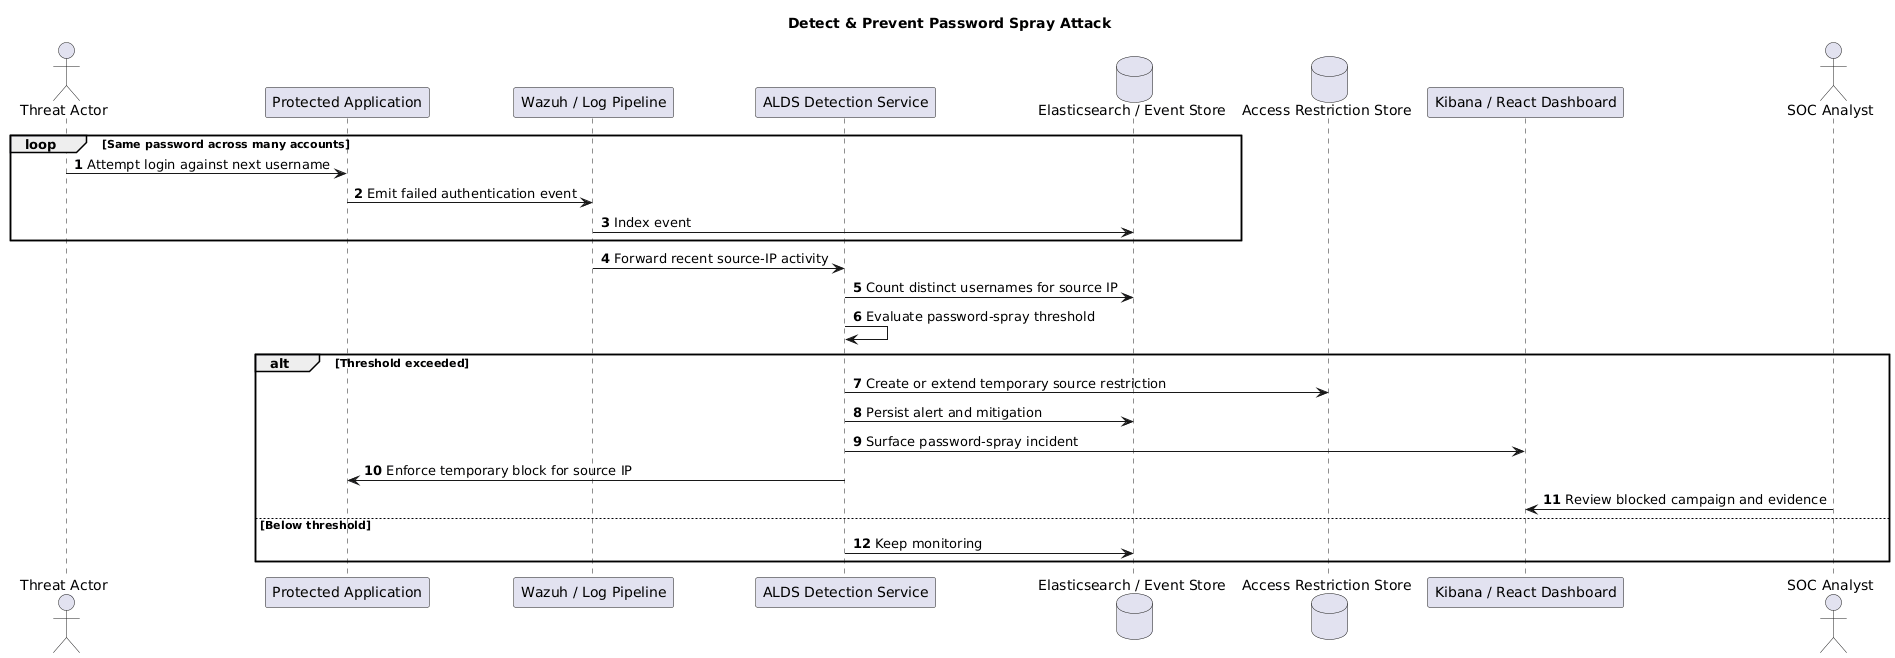 Detect & Prevent Password Spray Attack
Threat Actor
Protected Application
Wazuh / Log Pipeline
ALDS Detection Service
Elasticsearch / Event Store
Access Restriction Store
Kibana / React Dashboard
SOC Analyst
loop [Same password across many accounts]
1 Attempt login against next username
2 Emit failed authentication event
3 Index event
4 Forward recent source-IP activity
5 Count distinct usernames for source IP
6 Evaluate password-spray threshold
alt [Threshold exceeded]
7 Create or extend temporary source restriction
8 Persist alert and mitigation
9 Surface password-spray incident
10 Enforce temporary block for source IP
11 Review blocked campaign and evidence
[Below threshold]
12 Keep monitoring
Threat Actor
Protected Application
Wazuh / Log Pipeline
ALDS Detection Service
Elasticsearch / Event Store
Access Restriction Store
Kibana / React Dashboard
SOC Analyst